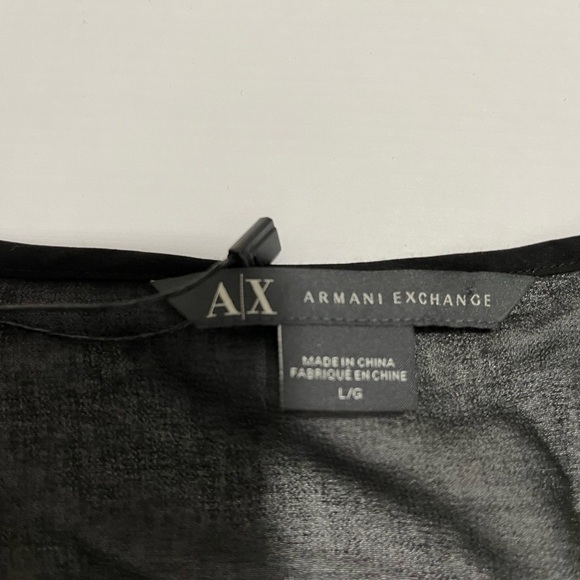 A|X ARMANI EXCHANGE
MADE IN CHINA
FABRIQUÉ EN CHINE
L/G